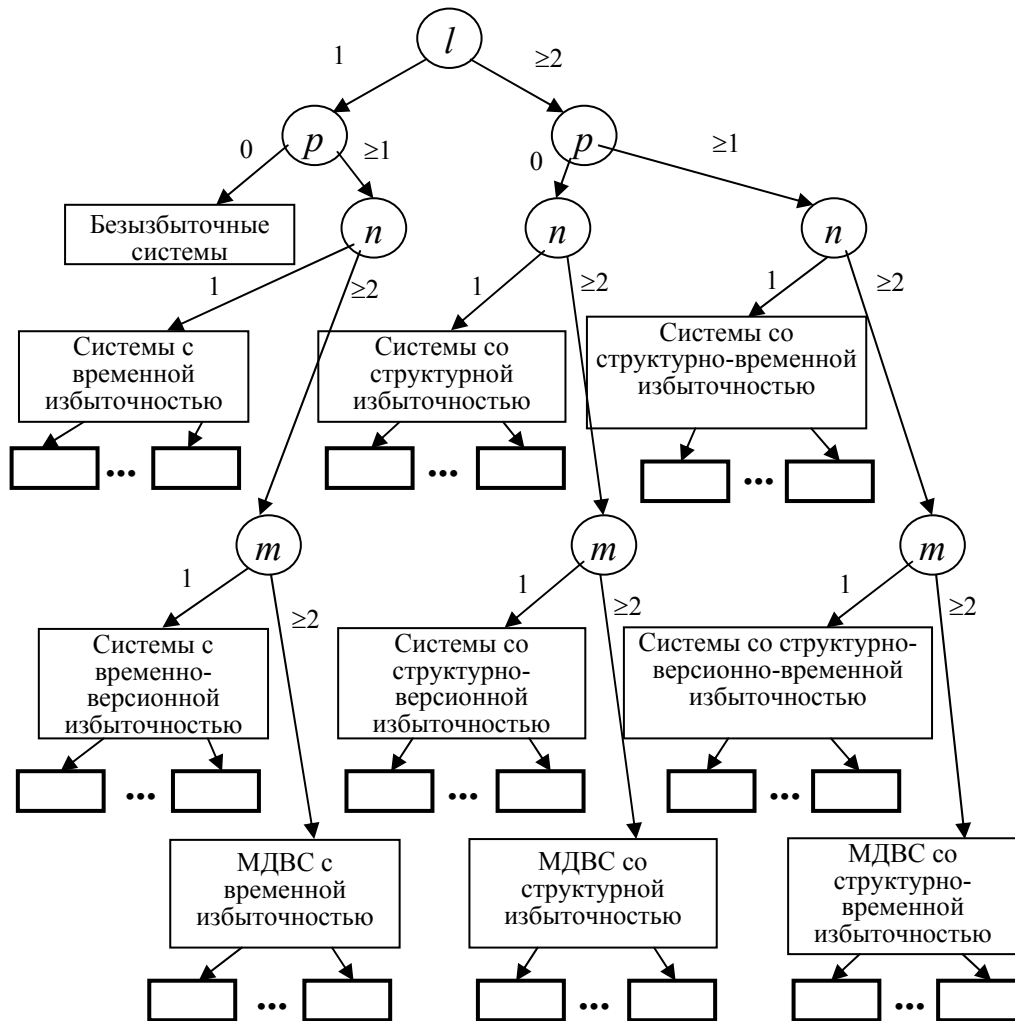 l
1
≥2
p
p
0
≥1
0
≥1
Безызбыточные
системы
n
n
n
1
≥2
1
≥2
1
≥2
Системы с
временной
избыточностью
Системы со
структурной
избыточностью
Системы со
структурно-временной
избыточностью
...
...
...
m
m
m
1
≥2
1
≥2
1
≥2
Системы с
временно-
версионной
избыточностью
Системы со
структурно-
версионной
избыточностью
Системы со структурно-
версионно-временной
избыточностью
...
...
...
МДВС с
временной
избыточностью
МДВС со
структурной
избыточностью
МДВС со
структурно-
временной
избыточностью
...
...
...